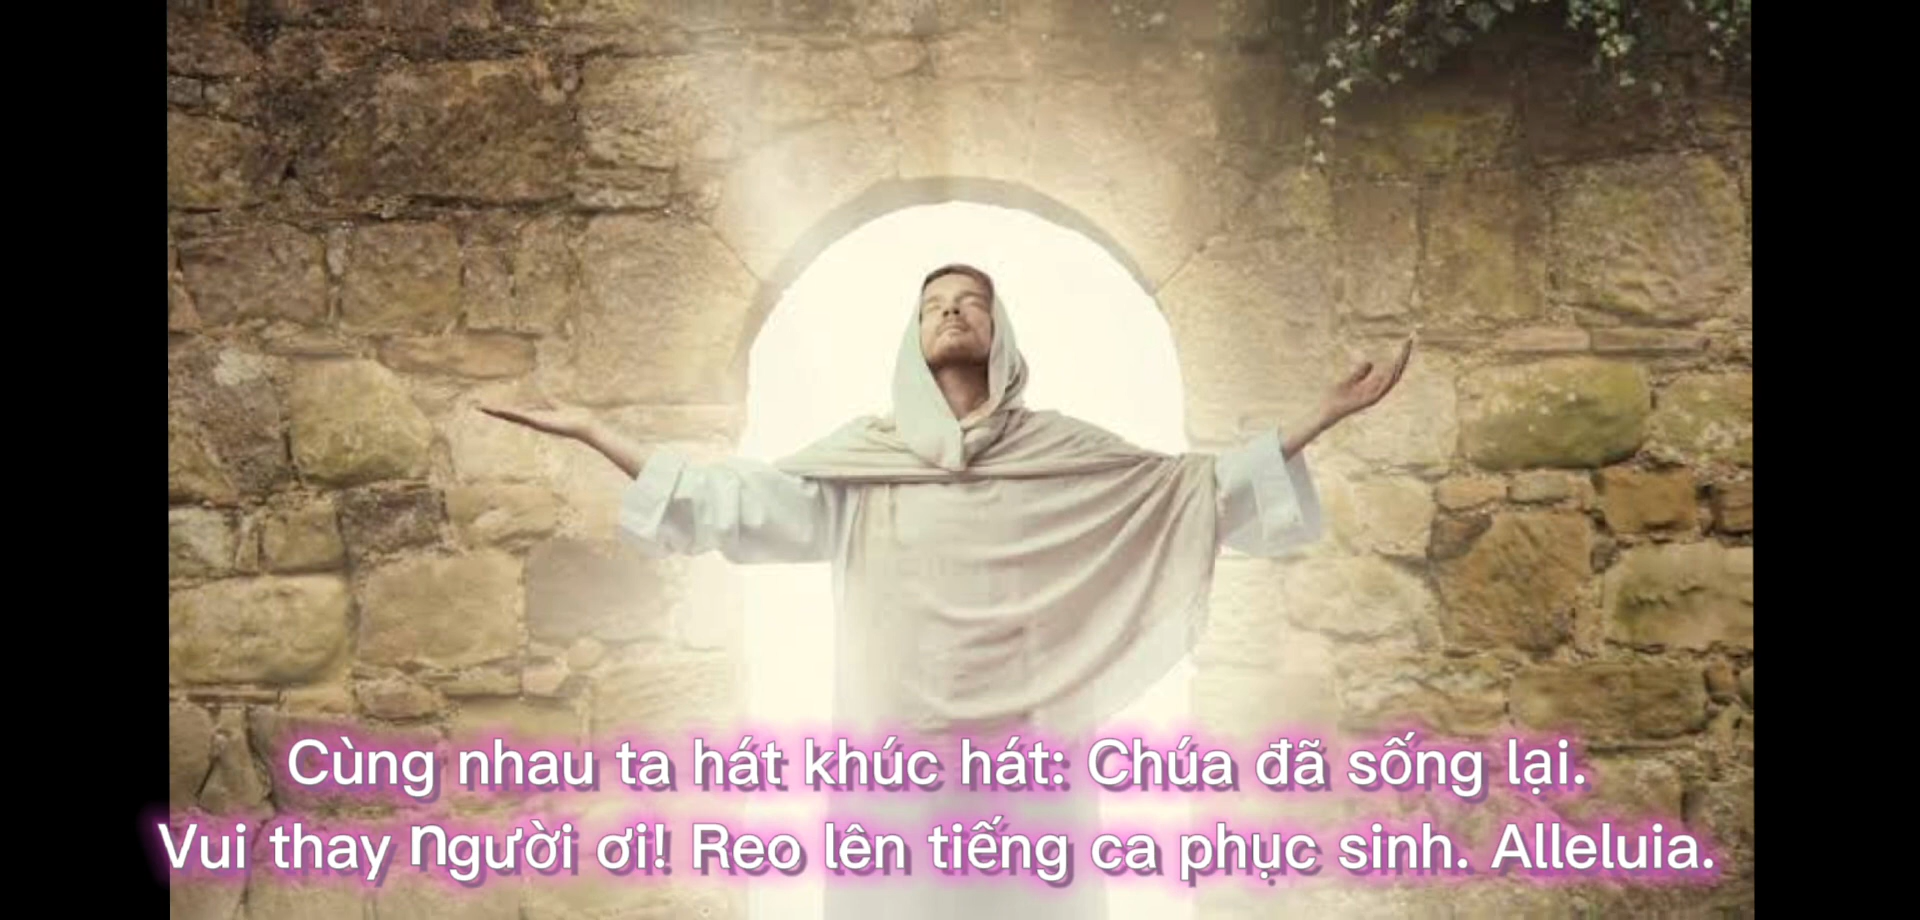 Cùng nhau ta hát khúc hát: Chúa đã sống lại.
Vui thay người ơi! Reo lên tiếng ca phục sinh. Alleluia.